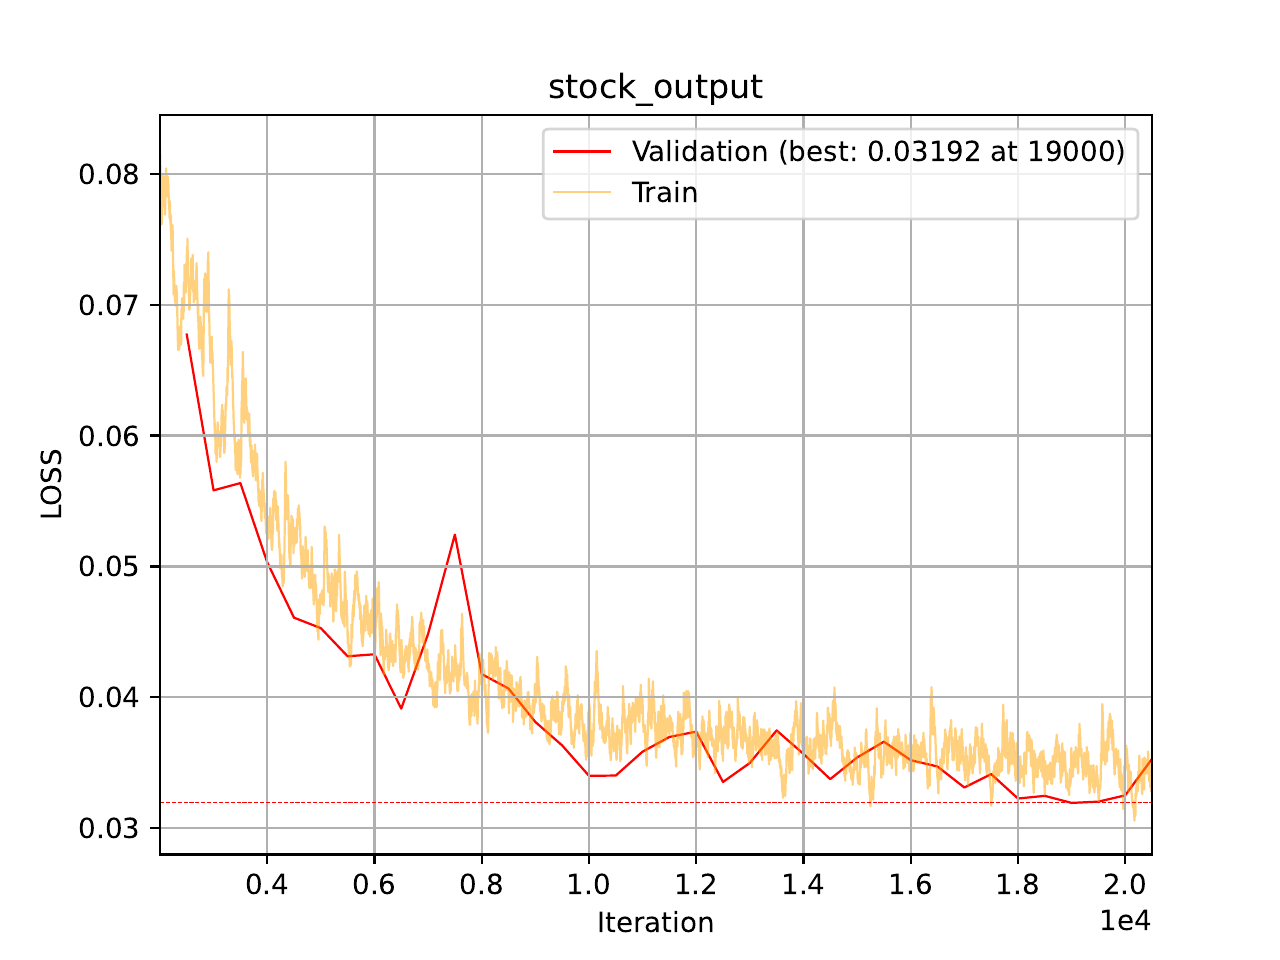 stock_output
Validation (best: 0.03192 at 19000)
Train
0.08
0.07
0.06
0.05
0.04
0.03
LOSS
0.4 0.6 0.8 1.0 1.2 1.4 1.6 1.8 2.0
1e4
Iteration